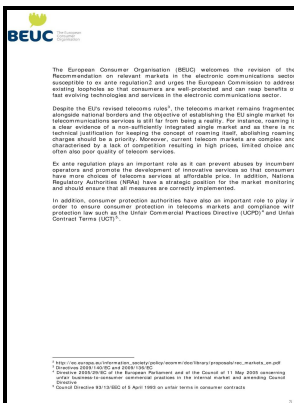 BEUC The European Consumer Organisation
The European Consumer Organisation (BEUC) welcomes the revision of the
Recommendation on relevant markets in the electronic communications sector
susceptible to ex ante regulation2 and urges the European Commission to address
existing loopholes so that consumers are well-protected and can reap benefits of
fast evolving technologies and services in the electronic communications sector.
Despite the EU's revised telecoms rules3, the telecoms market remains fragmented
alongside national borders and the objective of establishing the EU single market for
telecommunications services is still far from being a reality. For instance, roaming is
a clear evidence of a non-sufficiently integrated single market and as there is no
technical justification for keeping the concept of roaming itself, abolishing roaming
charges should be a priority. Moreover, current telecom markets are complex and
characterised by a lack of competition resulting in high prices, limited choice and
often also poor quality of telecom services.
Ex ante regulation plays an important role as it can prevent abuses by incumbent
operators and promote the development of innovative services so that consumers
have more choices of telecoms services at affordable price. In addition, National
Regulatory Authorities (NRAs) have a strategic position for the market monitoring
and should ensure that all measures are correctly implemented.
In addition, consumer protection authorities have also an important role to play in
order to ensure consumer protection in telecoms markets and compliance with
protection law such as the Unfair Commercial Practices Directive (UCPD)4 and Unfair
Contract Terms (UCT)5.
2 http://ec.europa.eu/information_society/policy/ecomm/doc/library/proposals/rec_markets_en.pdf
3 Directives 2009/140/EC and 2009/136/EC
4 Directive 2005/29/EC of the European Parliament and of the Council of 11 May 2005 concerning
unfair business-to-consumer commercial practices in the internal market and amending Council
Directive
5 Council Directive 93/13/EEC of 5 April 1993 on unfair terms in consumer contracts